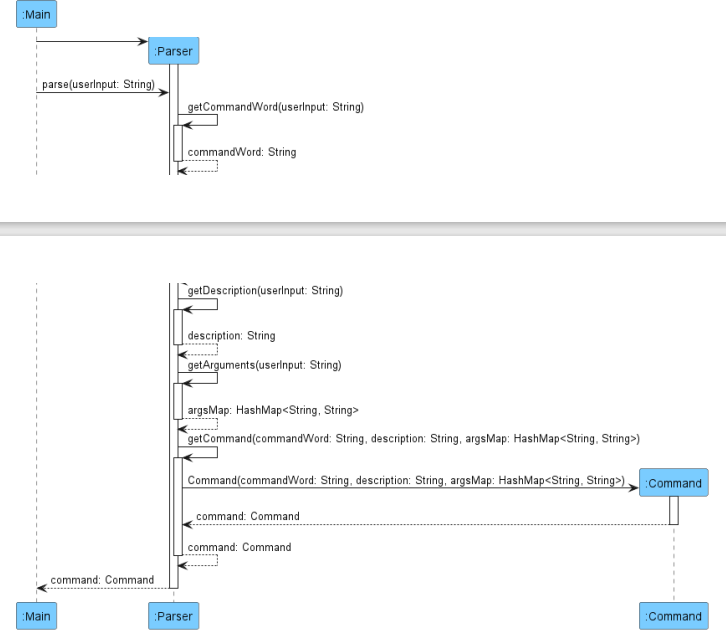 :Main
:Parser
parse(userInput: String)
getCommandWord(userInput: String)
commandWord: String
getDescription(userInput: String)
description: String
getArguments(userInput: String)
argsMap: HashMap<String, String>
getCommand(commandWord: String, description: String, argsMap: HashMap<String, String>)
Command(commandWord: String, description: String, argsMap: HashMap<String, String>)
:Command
command: Command
command: Command
command: Command
:Main
:Parser
:Command